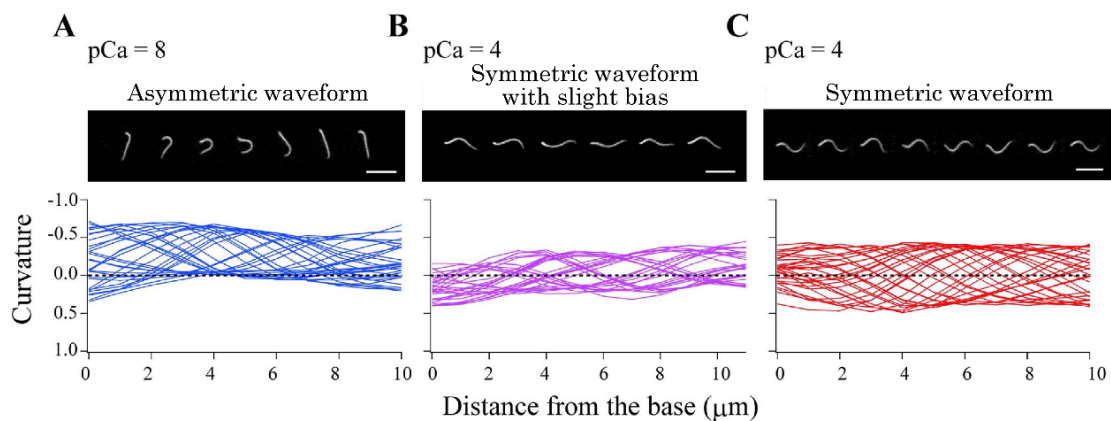 A
pCa = 8
Asymmetric waveform
B
pCa = 4
Symmetric waveform
with slight bias
C
pCa = 4
Symmetric waveform
Curvature
-1.0
-0.5
0.0
0.5
1.0
0 2 4 6 8 10
0 2 4 6 8 10
0 2 4 6 8 10
Distance from the base (μm)